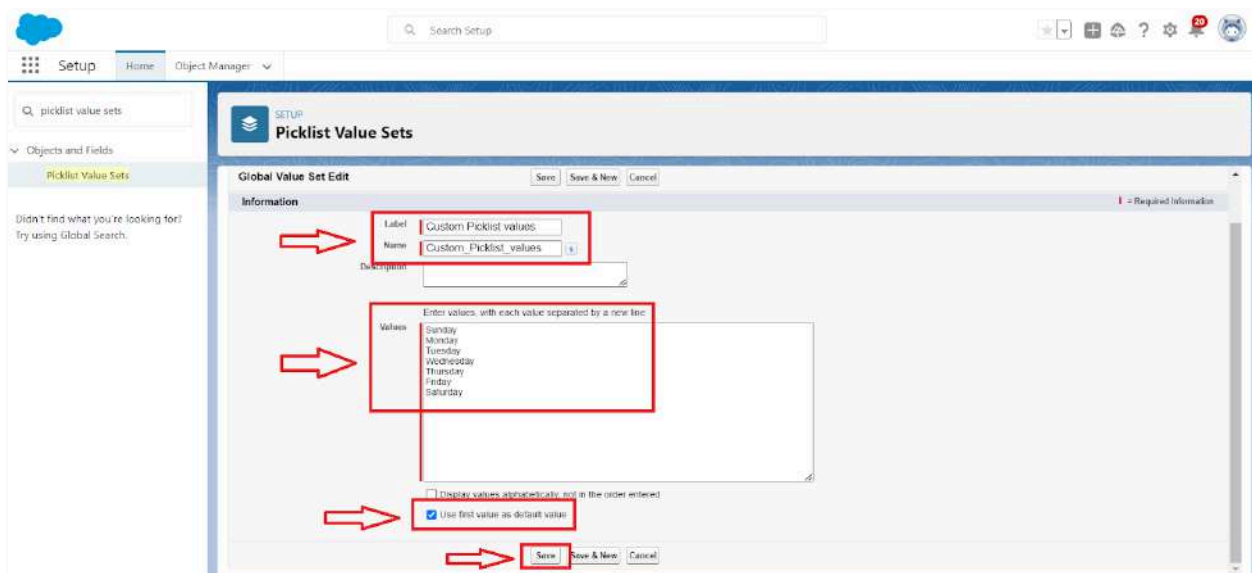 Search Setup
20
Setup Home Object Manager
picklist value sets
SETUP
Picklist Value Sets
Objects and Fields
Picklist Value Sets
Didn't find what you're looking for?
Try using Global Search.
Global Value Set Edit Save Save & New Cancel
Information = Required Information
Label Custom Picklist values
Name Custom_Picklist_values i
Description
Enter values, with each value separated by a new line
Values Sunday
Monday
Tuesday
Wednesday
Thursday
Friday
Saturday
Display values alphabetically, not in the order entered
Use first value as default value
Save Save & New Cancel